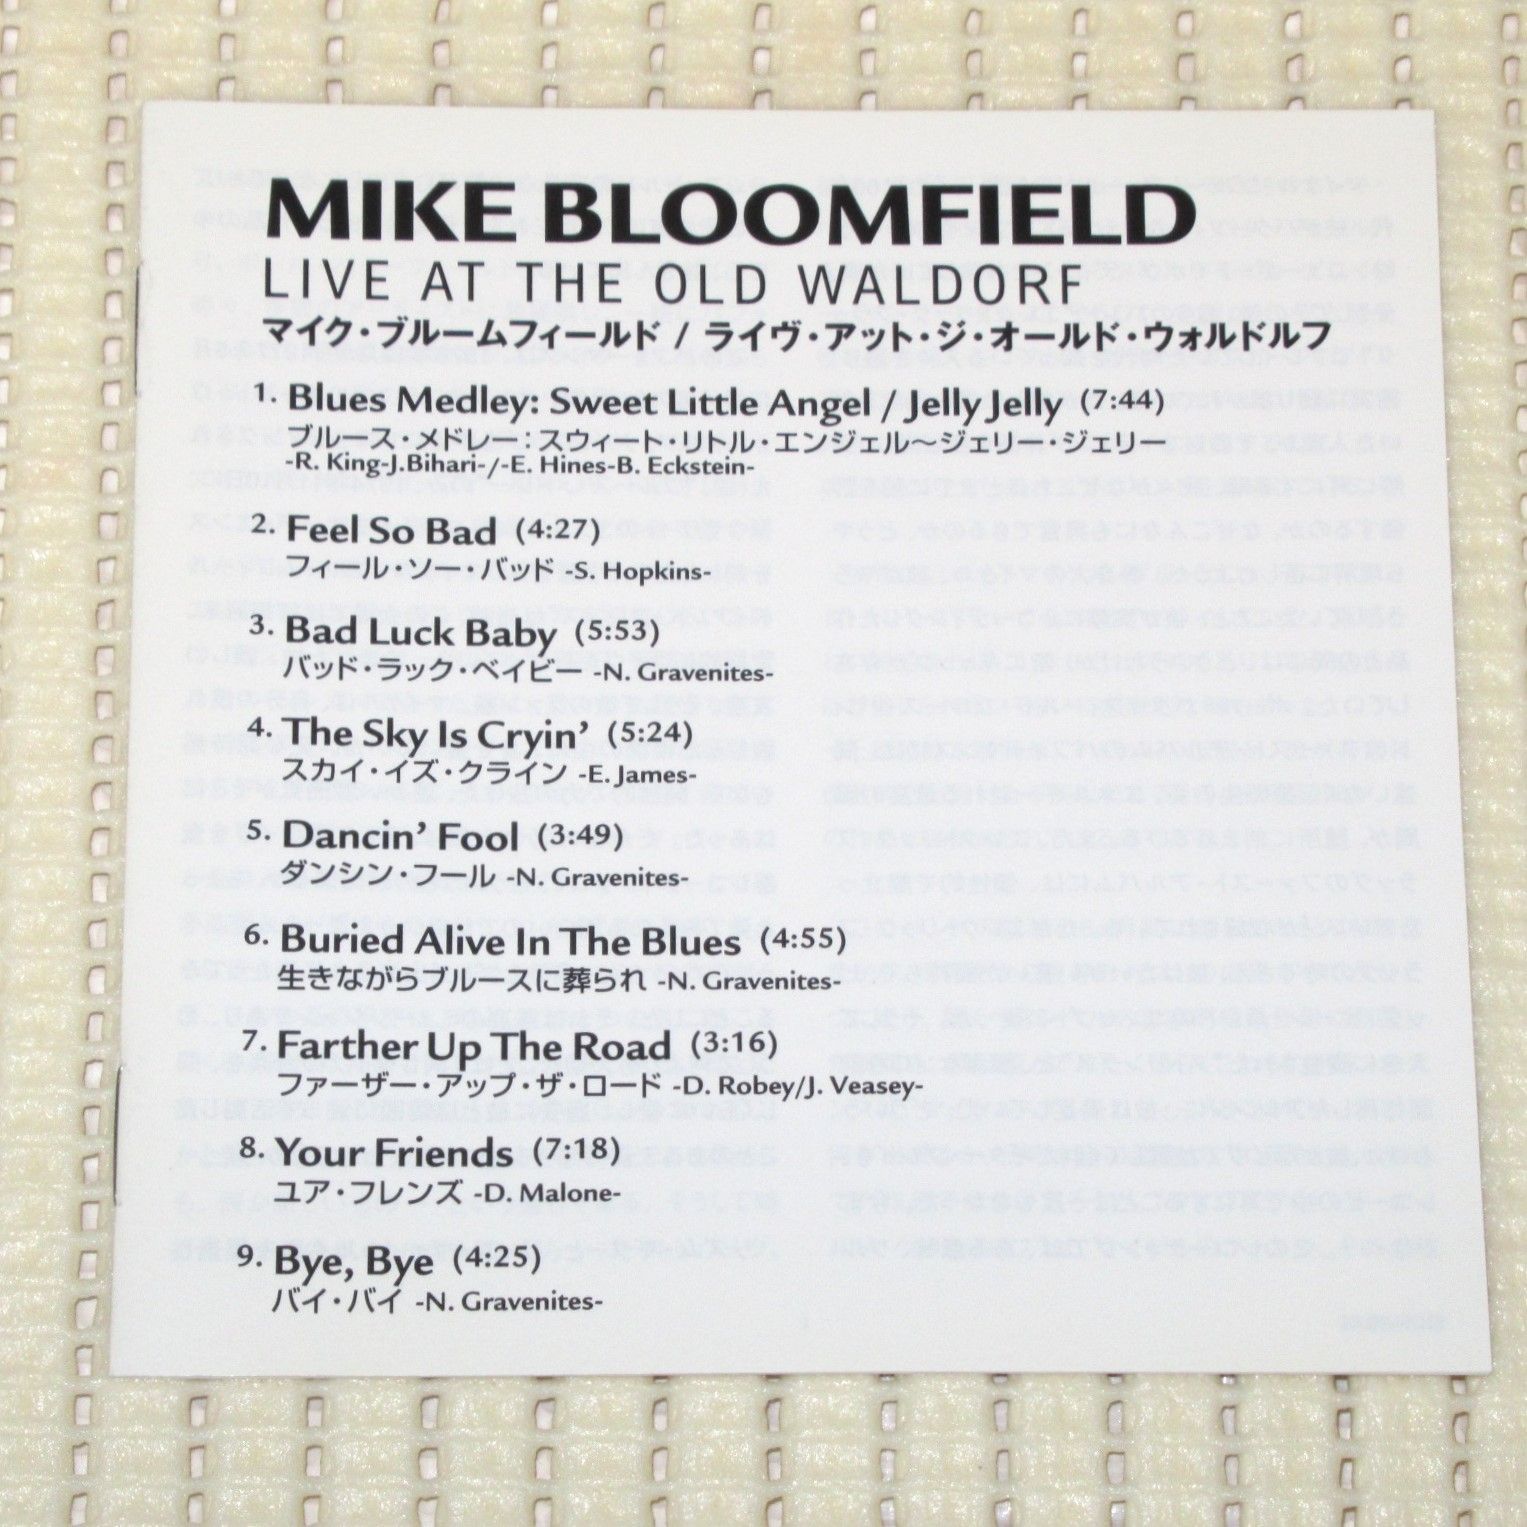 MIKE BLOOMFIELD
LIVE AT THE OLD WALDORF
マイク・ブルームフィールド / ライヴ・アット・ジ・オールド・ウォルドルフ
1. Blues Medley: Sweet Little Angel / Jelly Jelly (7:44)
ブルース・メドレー：スウィート・リトル・エンジェル〜ジェリー・ジェリー
-R. King-J.Bihari-/-E. Hines-B. Eckstein-
2. Feel So Bad (4:27)
フィール・ソー・バッド -S. Hopkins-
3. Bad Luck Baby (5:53)
バッド・ラック・ベイビー -N. Gravenites-
4. The Sky Is Cryin’ (5:24)
スカイ・イズ・クライン -E. James-
5. Dancin’ Fool (3:49)
ダンシン・フール -N. Gravenites-
6. Buried Alive In The Blues (4:55)
生きながらブルースに葬られ -N. Gravenites-
7. Farther Up The Road (3:16)
ファーザー・アップ・ザ・ロード -D. Robey/J. Veasey-
8. Your Friends (7:18)
ユア・フレンズ -D. Malone-
9. Bye, Bye (4:25)
バイ・バイ -N. Gravenites-